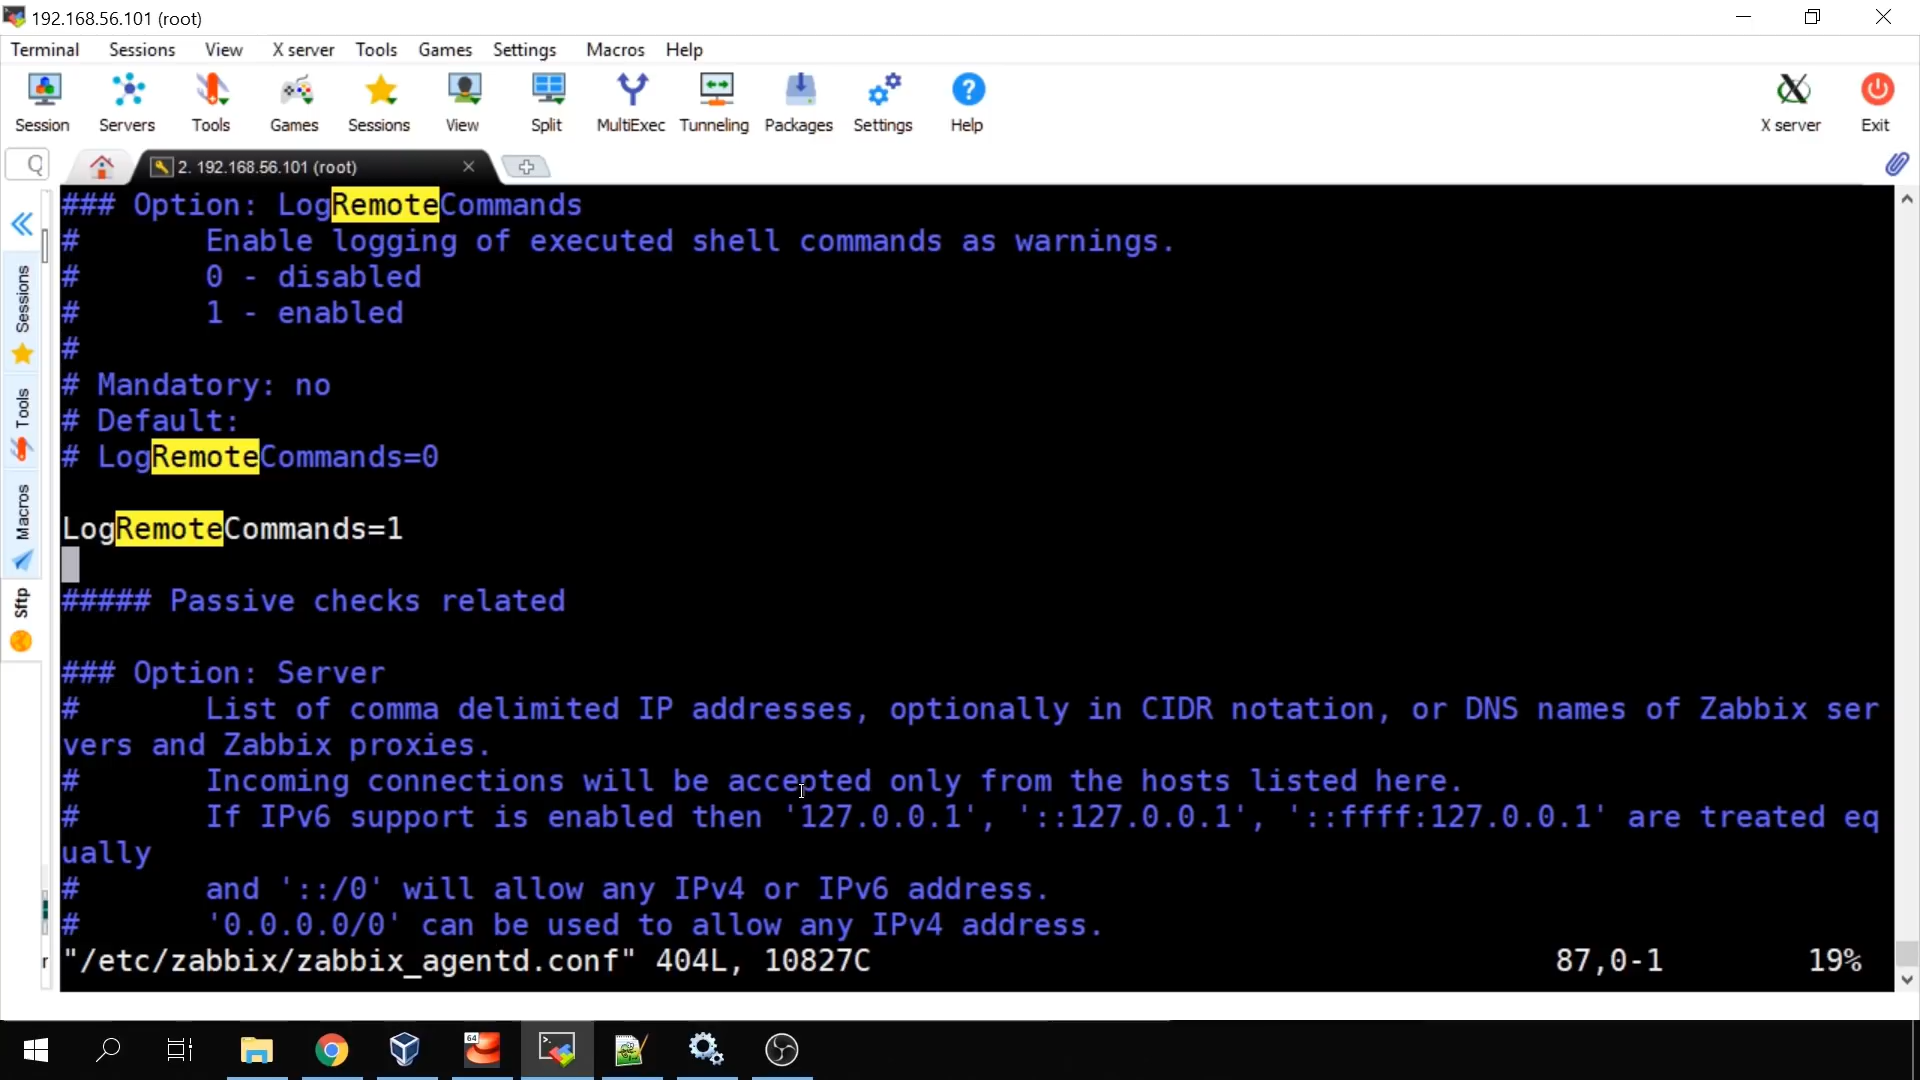 192.168.56.101 (root)
Terminal Sessions View X server Tools Games Settings Macros Help
Session Servers Tools Games Sessions View Split MultiExec Tunneling Packages Settings Help X server Exit
2. 192.168.56.101 (root)
Sessions
Tools
Macros
Sftp
### Option: LogRemoteCommands
#       Enable logging of executed shell commands as warnings.
#       0 - disabled
#       1 - enabled
#
# Mandatory: no
# Default:
# LogRemoteCommands=0
LogRemoteCommands=1
##### Passive checks related
### Option: Server
#       List of comma delimited IP addresses, optionally in CIDR notation, or DNS names of Zabbix ser
vers and Zabbix proxies.
#       Incoming connections will be accepted only from the hosts listed here.
#       If IPv6 support is enabled then '127.0.0.1', '::127.0.0.1', '::ffff:127.0.0.1' are treated eq
ually
#       and '::/0' will allow any IPv4 or IPv6 address.
#       '0.0.0.0/0' can be used to allow any IPv4 address.
"/etc/zabbix/zabbix_agentd.conf" 404L, 10827C 87,0-1 19%
64